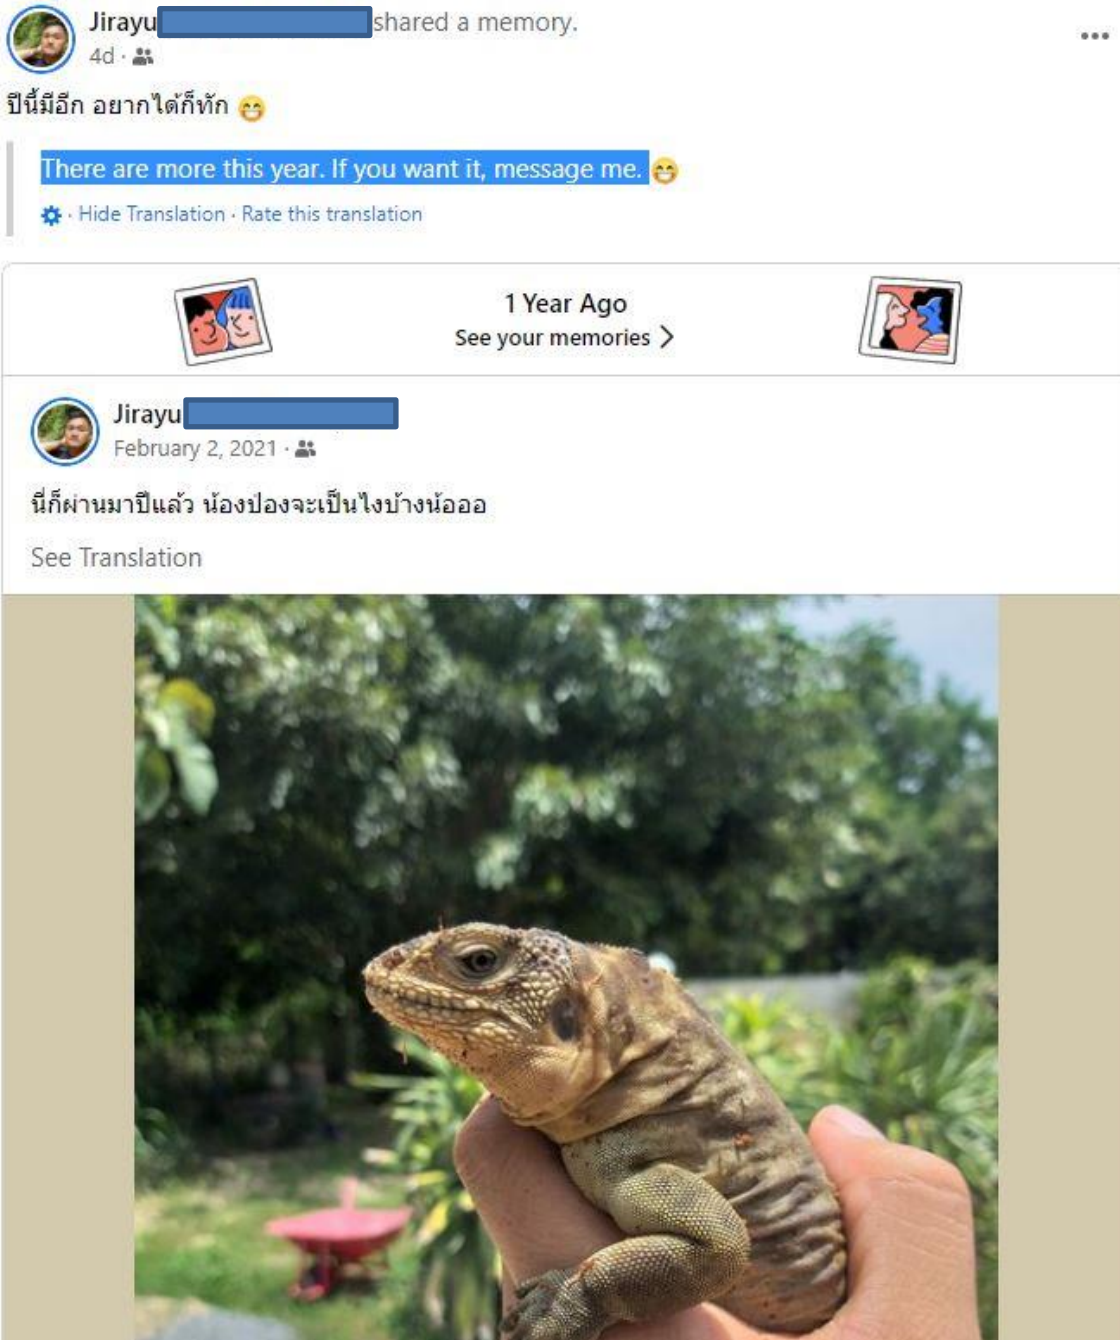 Jirayu shared a memory.
4d
ปีนี้มีอีก อยากได้ก็ทัก 😁
There are more this year. If you want it, message me. 😁
· Hide Translation · Rate this translation
1 Year Ago
See your memories >
Jirayu
February 2, 2021 ·
นี่ก็ผ่านมาปีแล้ว น้องป่องจะเป็นไงบ้างน้อออ
See Translation